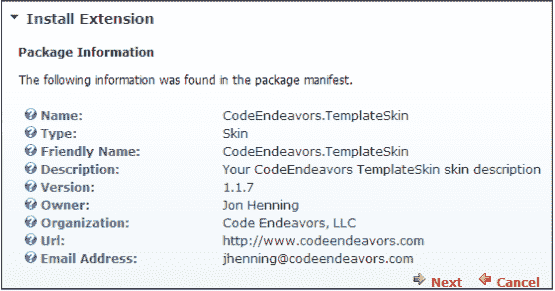 Install Extension
Package Information
The following information was found in the package manifest.
Name: CodeEndeavors.TemplateSkin
Type: Skin
Friendly Name: CodeEndeavors.TemplateSkin
Description: Your CodeEndeavors TemplateSkin skin description
Version: 1.1.7
Owner: Jon Henning
Organization: Code Endeavors, LLC
Url: http://www.codeendeavors.com
Email Address: jhenning@codeendeavors.com
Next Cancel